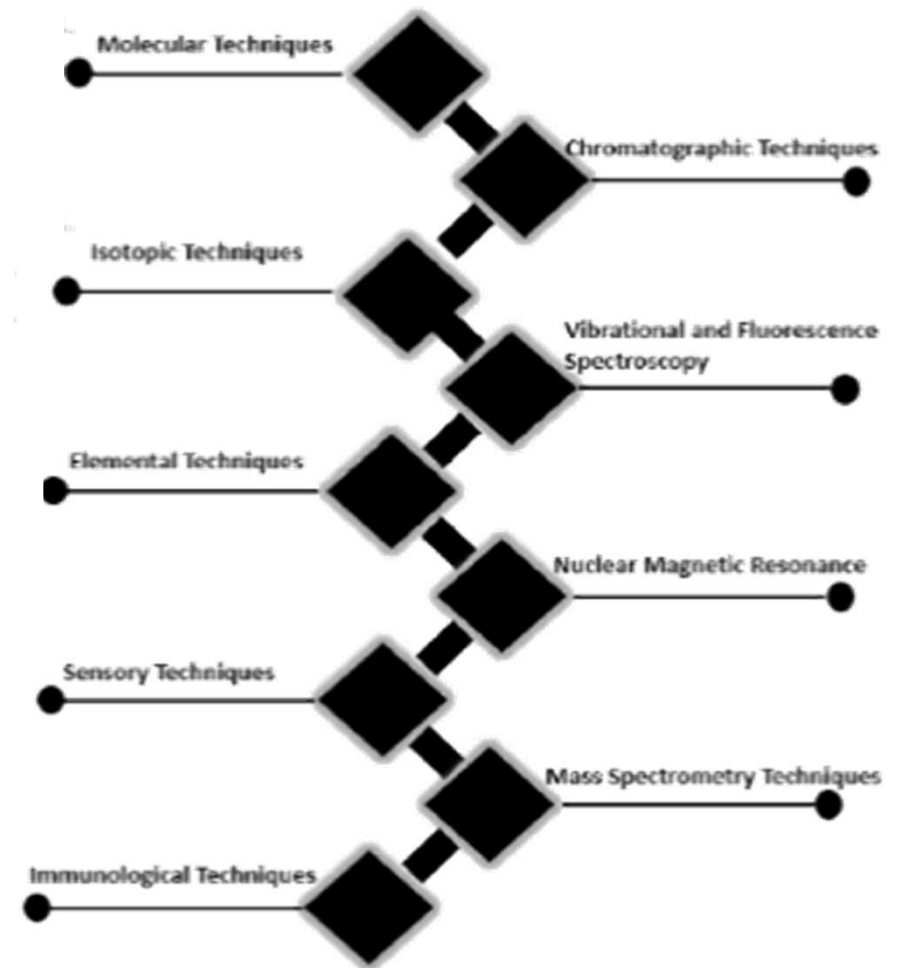 Molecular Techniques
Chromatographic Techniques
Isotopic Techniques
Vibrational and Fluorescence
Spectroscopy
Elemental Techniques
Nuclear Magnetic Resonance
Sensory Techniques
Mass Spectrometry Techniques
Immunological Techniques